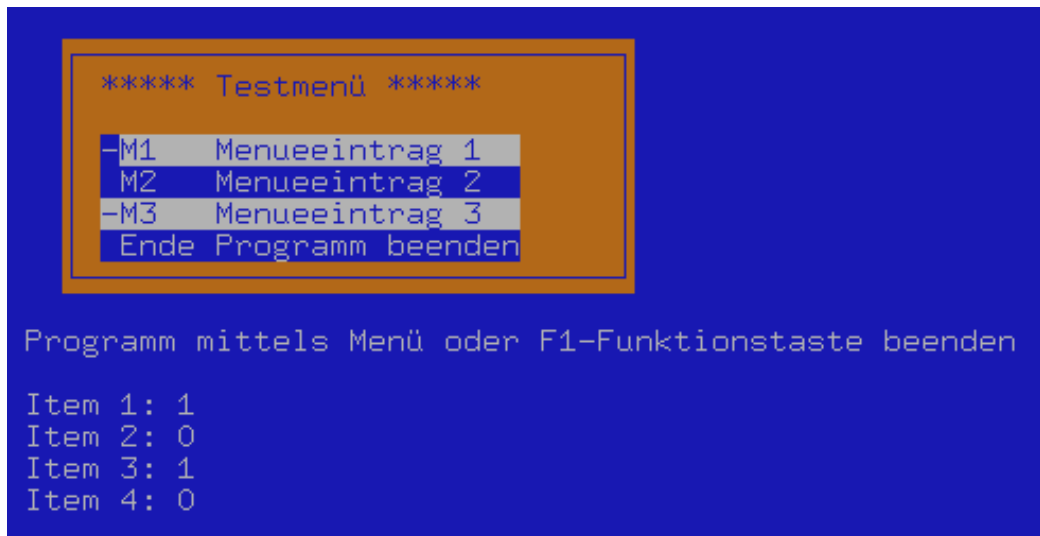 ***** Testmenü *****
-M1   Menueeintrag 1
M2   Menueeintrag 2
-M3   Menueeintrag 3
Ende Programm beenden
Programm mittels Menü oder F1-Funktionstaste beenden
Item 1: 1
Item 2: 0
Item 3: 1
Item 4: 0